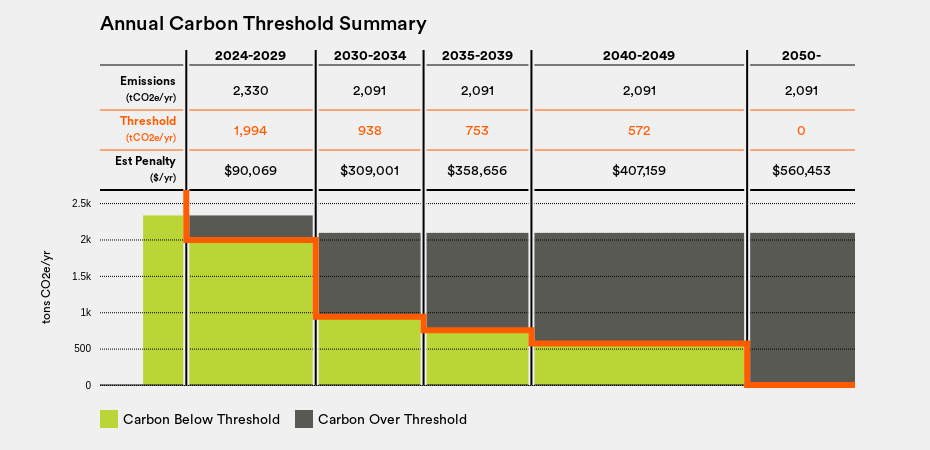 Annual Carbon Threshold Summary
2024-2029 2030-2034 2035-2039 2040-2049 2050-
Emissions
(tCO2e/yr) 2,330 2,091 2,091 2,091 2,091
Threshold
(tCO2e/yr) 1,994 938 753 572 0
Est Penalty
($/yr) $90,069 $309,001 $358,656 $407,159 $560,453
2.5k
2k
1.5k
1k
500
0
tons CO2e/yr
Carbon Below Threshold Carbon Over Threshold